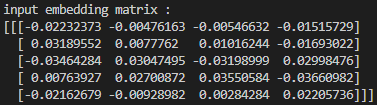 input embedding matrix :
[[[-0.02232373 -0.00476163 -0.00546632 -0.01515729]
[ 0.03189552 0.0077762 0.01016244 -0.01693022]
[-0.03464284 0.03047495 -0.03198999 0.02998476]
[ 0.00763927 0.02700872 0.03550584 -0.03660982]
[-0.02162679 -0.00928982 0.00284284 0.02205736]]]